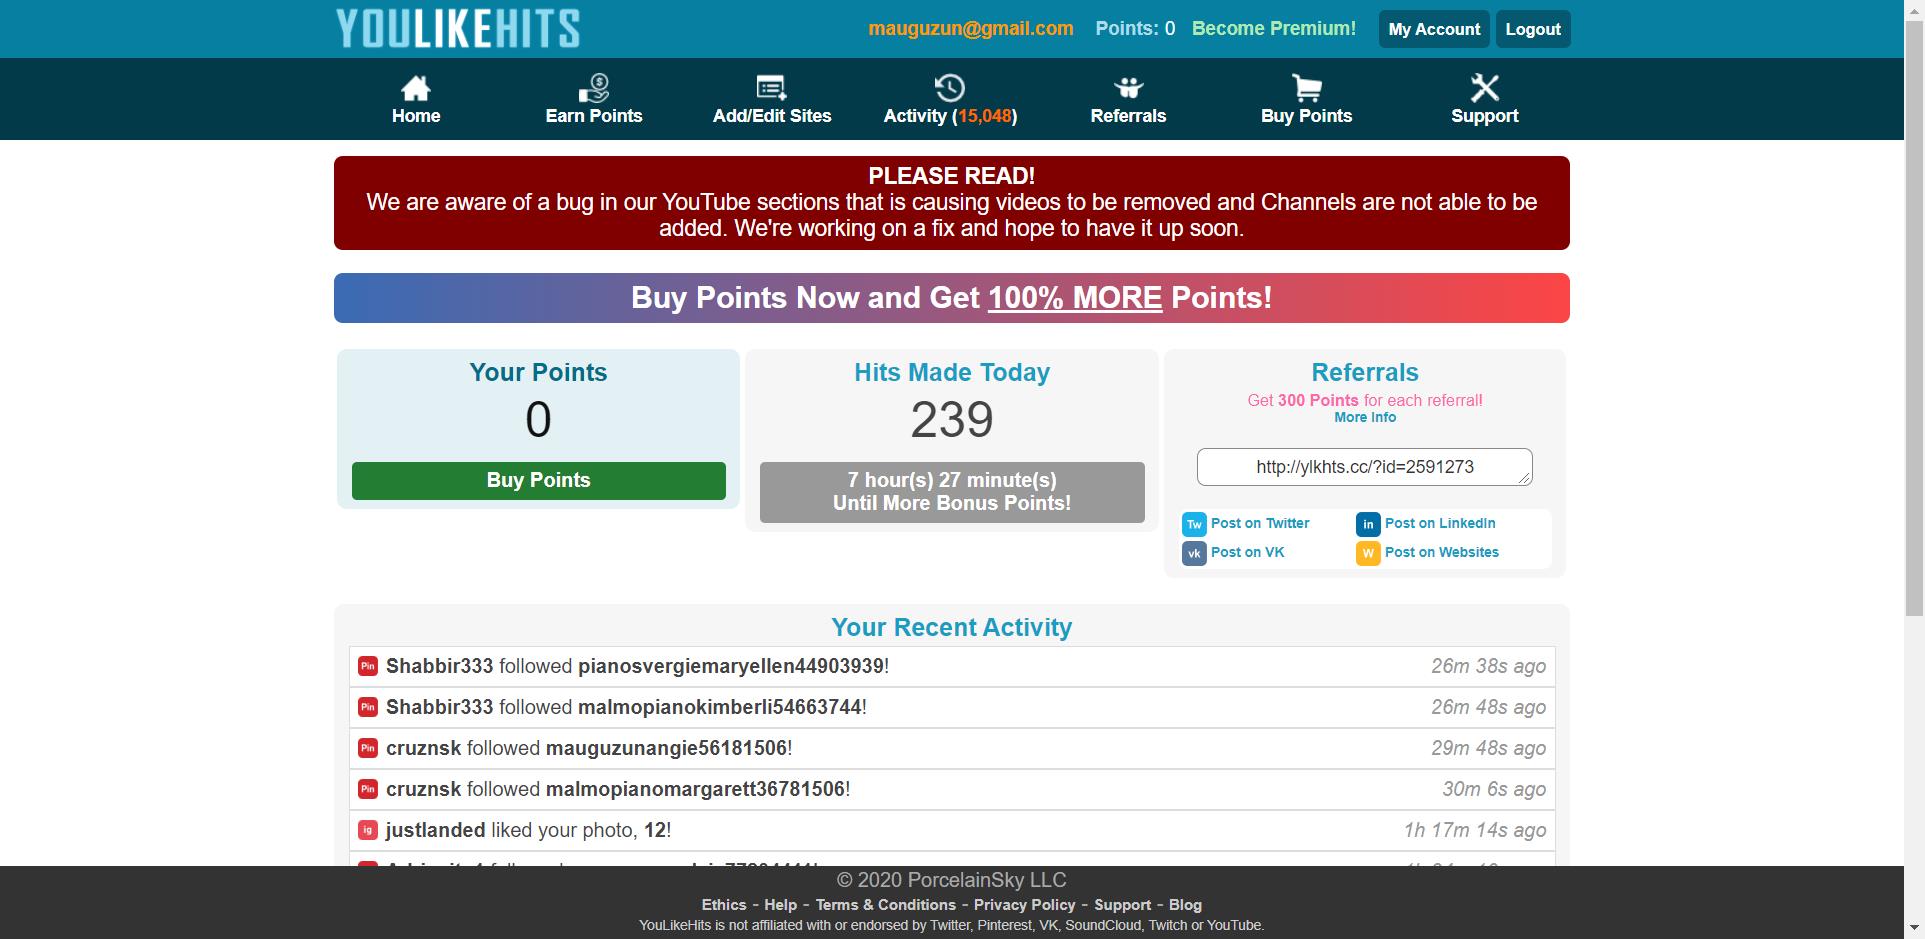 YOULIKEHITS
mauguzun@gmail.com Points: 0 Become Premium! My Account Logout
Home Earn Points Add/Edit Sites Activity (15,048) Referrals Buy Points Support
PLEASE READ!
We are aware of a bug in our YouTube sections that is causing videos to be removed and Channels are not able to be
added. We're working on a fix and hope to have it up soon.
Buy Points Now and Get 100% MORE Points!
Your Points
0
Buy Points
Hits Made Today
239
7 hour(s) 27 minute(s)
Until More Bonus Points!
Referrals
Get 300 Points for each referral!
More Info
http://ylkhts.cc/?id=2591273
Tw Post on Twitter in Post on LinkedIn
vk Post on VK W Post on Websites
Your Recent Activity
Pin Shabbir333 followed pianosvergiemaryellen44903939! 26m 38s ago
Pin Shabbir333 followed malmopianokimberli54663744! 26m 48s ago
Pin cruznsk followed mauguzunangie56181506! 29m 48s ago
Pin cruznsk followed malmopianomargarett36781506! 30m 6s ago
ig justlanded liked your photo, 12! 1h 17m 14s ago
© 2020 PorcelainSky LLC
Ethics - Help - Terms & Conditions - Privacy Policy - Support - Blog
YouLikeHits is not affiliated with or endorsed by Twitter, Pinterest, VK, SoundCloud, Twitch or YouTube.